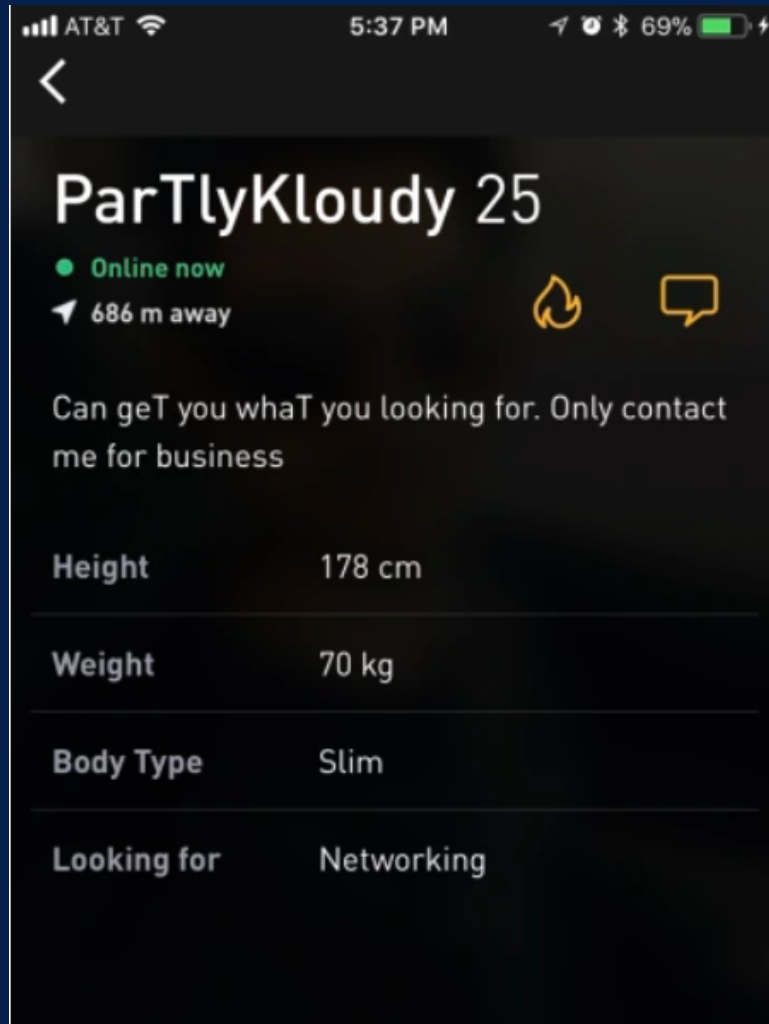 AT&T 5:37 PM 69%
ParTlyKloudy 25
Online now
686 m away
Can geT you whaT you looking for. Only contact
me for business
Height 178 cm
Weight 70 kg
Body Type Slim
Looking for Networking